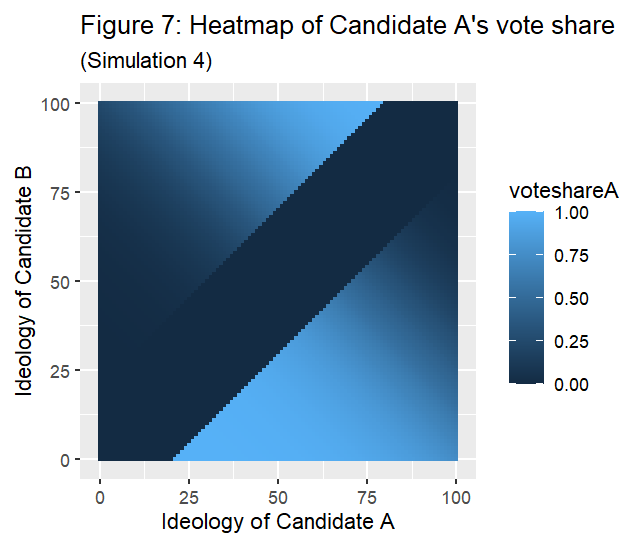 Figure 7: Heatmap of Candidate A's vote share
(Simulation 4)
Ideology of Candidate B
100
75
50
25
0
0 25 50 75 100
Ideology of Candidate A
voteshareA
1.00
0.75
0.50
0.25
0.00